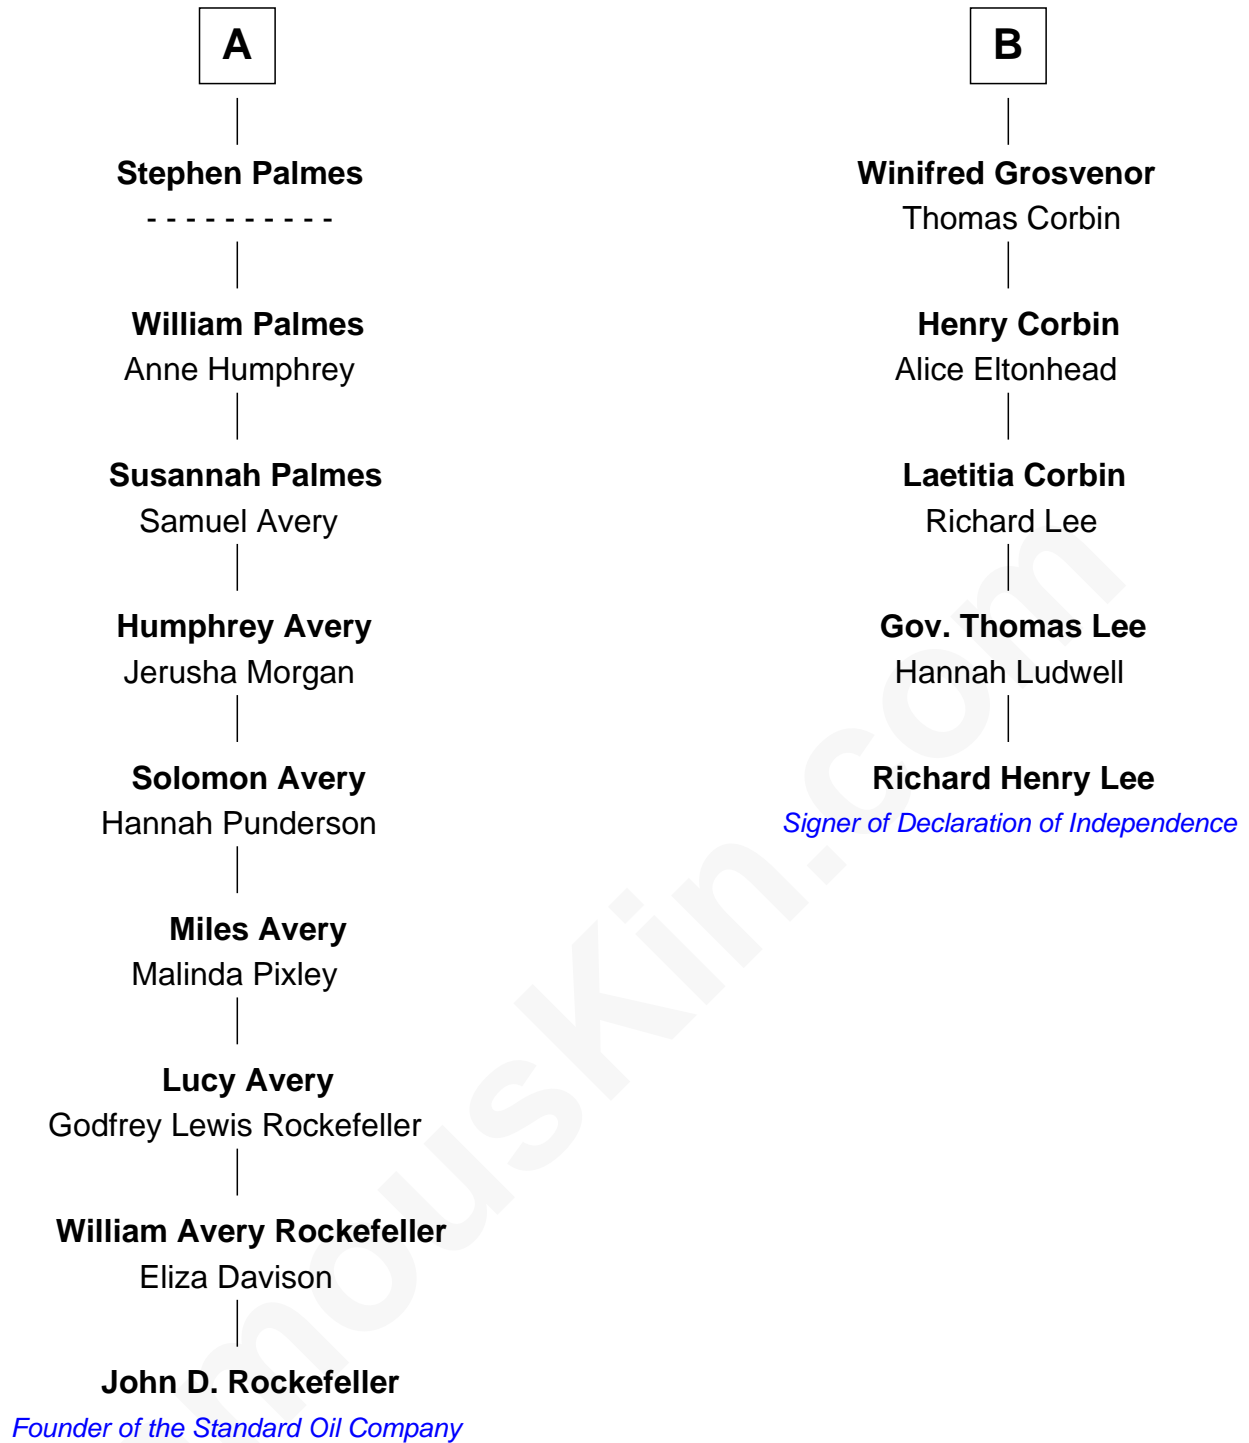 A
Stephen Palmes
- - - - - - - - - -
William Palmes
Anne Humphrey
Susannah Palmes
Samuel Avery
Humphrey Avery
Jerusha Morgan
Solomon Avery
Hannah Punderson
Miles Avery
Malinda Pixley
Lucy Avery
Godfrey Lewis Rockefeller
William Avery Rockefeller
Eliza Davison
John D. Rockefeller
Founder of the Standard Oil Company
B
Winifred Grosvenor
Thomas Corbin
Henry Corbin
Alice Eltonhead
Laetitia Corbin
Richard Lee
Gov. Thomas Lee
Hannah Ludwell
Richard Henry Lee
Signer of Declaration of Independence
mousKin.com